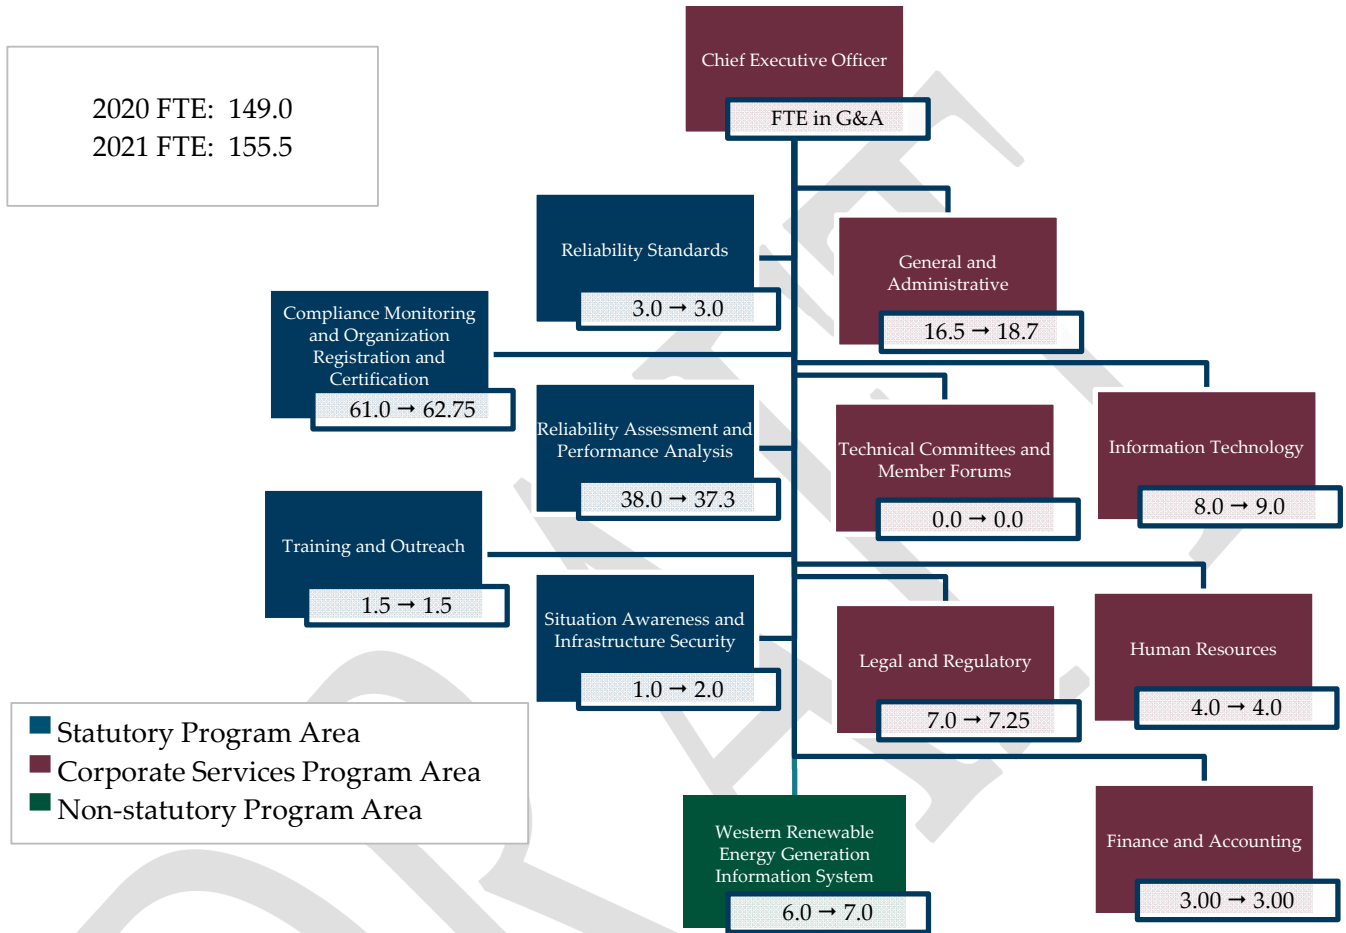 2020 FTE: 149.0
2021 FTE: 155.5
Chief Executive Officer
FTE in G&A
Reliability Standards
3.0 → 3.0
General and
Administrative
16.5 → 18.7
Compliance Monitoring
and Organization
Registration and
Certification
61.0 → 62.75
Reliability Assessment and
Performance Analysis
38.0 → 37.3
Technical Committees and
Member Forums
0.0 → 0.0
Information Technology
8.0 → 9.0
Training and Outreach
1.5 → 1.5
Situation Awareness and
Infrastructure Security
1.0 → 2.0
Legal and Regulatory
7.0 → 7.25
Human Resources
4.0 → 4.0
Statutory Program Area
Corporate Services Program Area
Non-statutory Program Area
Western Renewable
Energy Generation
Information System
6.0 → 7.0
Finance and Accounting
3.00 → 3.00
DRAFT